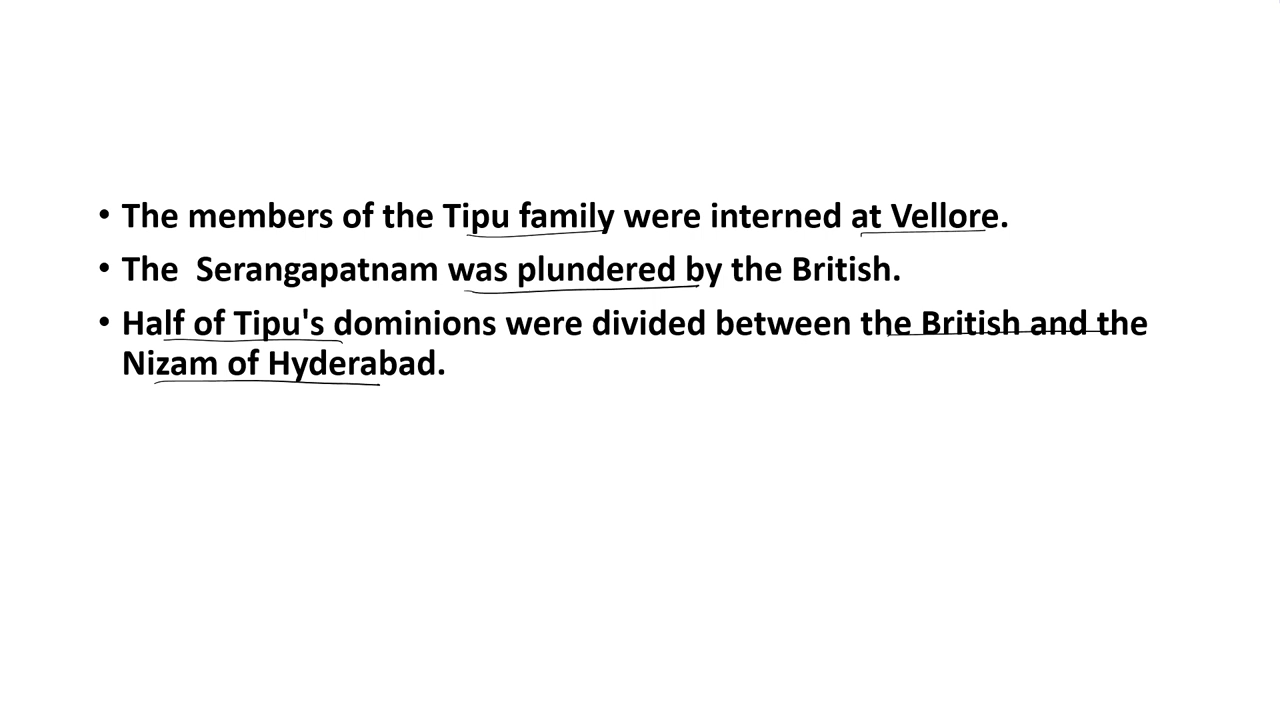 • The members of the Tipu family were interned at Vellore.
• The  Serangapatnam was plundered by the British.
• Half of Tipu's dominions were divided between the British and the
Nizam of Hyderabad.